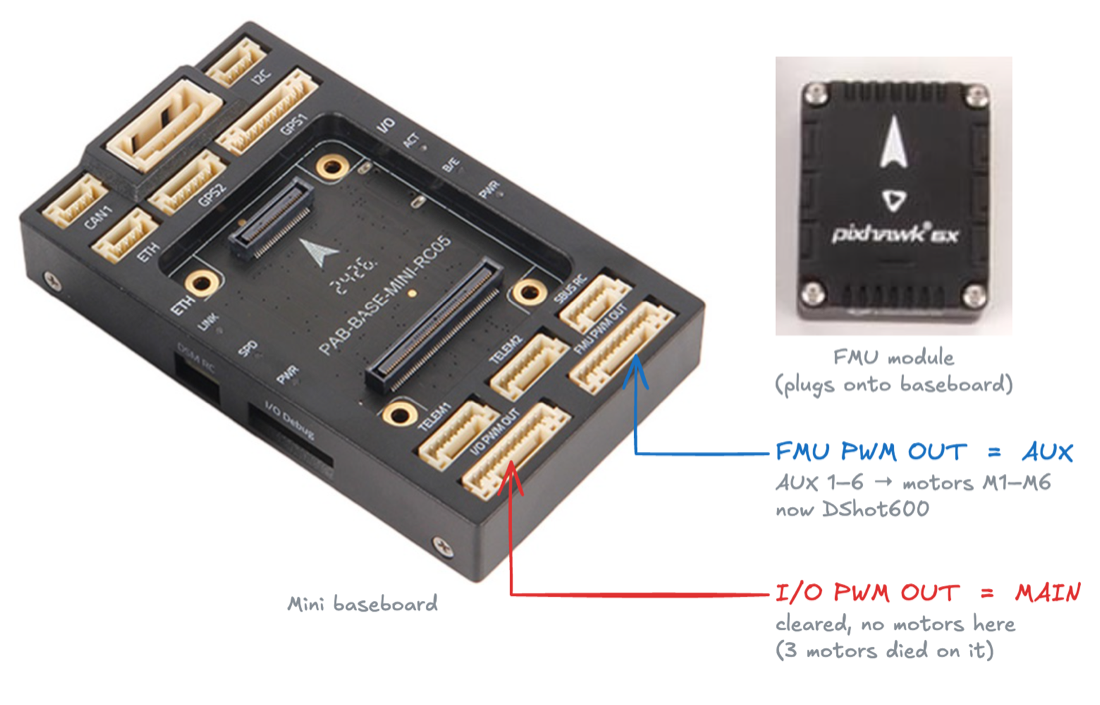 I2C
GPS1
I/O
ACT
B/E
PWR
GPS2
CAN1
ETH
ETH
LINK
SPD
PWR
DSM RC
I/O Debug
2426
PAB-BASE-MINI-RC05
SBUS RC
FMU PWM OUT
TELEM2
TELEM1
I/O PWM OUT
pixhawk® 6X
FMU module
(plugs onto baseboard)
FMU PWM OUT = AUX
AUX 1–6 → motors M1–M6
now DShot600
I/O PWM OUT = MAIN
cleared, no motors here
(3 motors died on it)
Mini baseboard